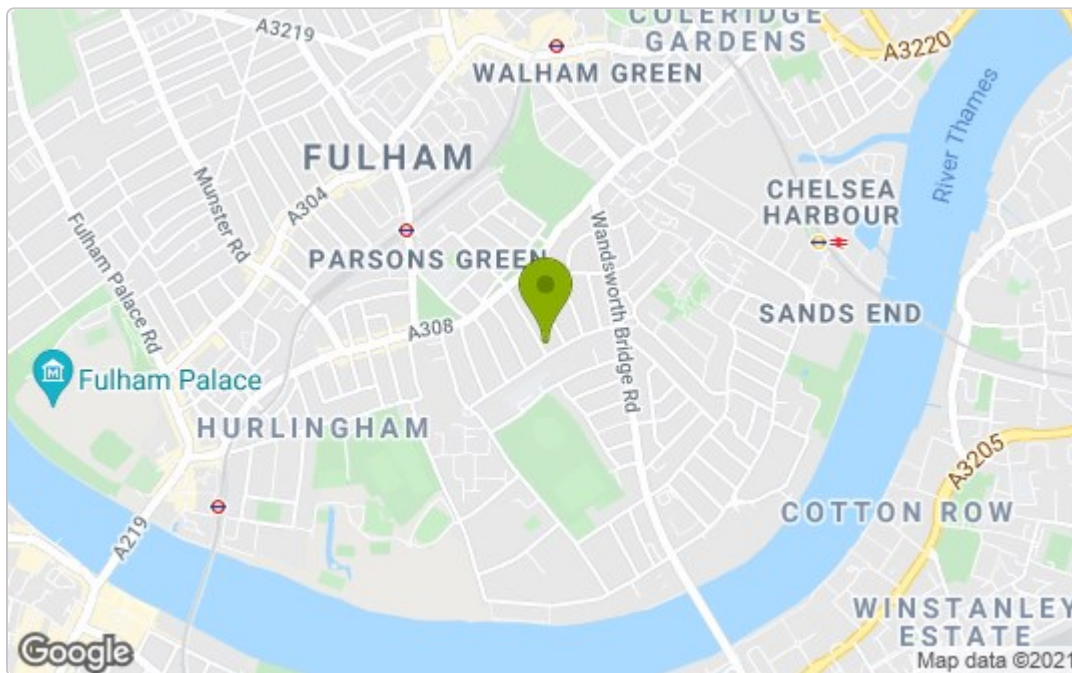 COLERIDGE
GARDENS
A3219
A3220
WALHAM GREEN
River Thames
FULHAM
Munster Rd
A304
CHELSEA
HARBOUR
Fulham Palace Rd
Wandsworth Bridge Rd
PARSONS GREEN
SANDS END
A308
Fulham Palace
HURLINGHAM
A3205
COTTON ROW
A219
WINSTANLEY
ESTATE
Google
Map data ©2021